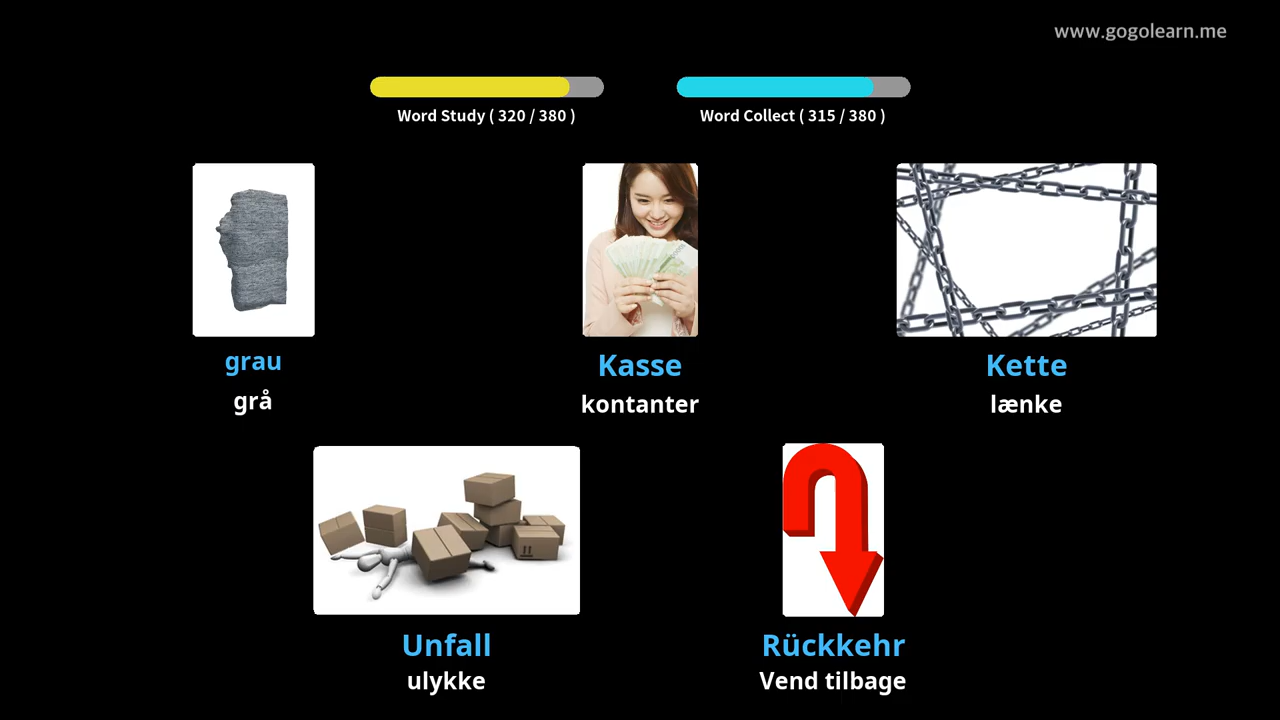 www.gogolearn.me
Word Study ( 320 / 380 )
Word Collect ( 315 / 380 )
grau
grå
Kasse
kontanter
Kette
lænke
Unfall
ulykke
Rückkehr
Vend tilbage